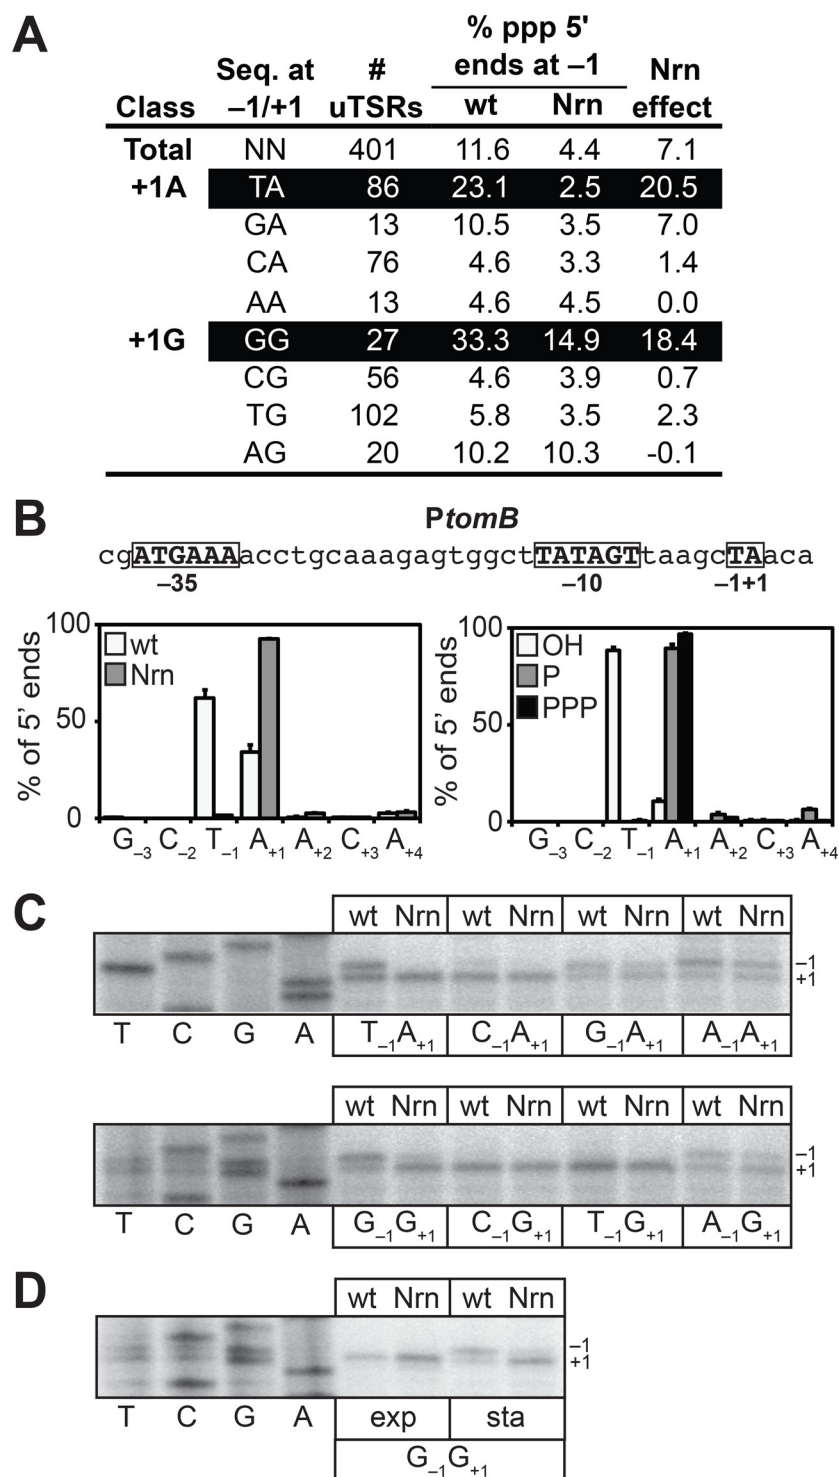 A
% ppp 5'
ends at –1
Seq. at # Nrn
Class –1/+1 uTSRs wt Nrn effect
Total NN 401 11.6 4.4 7.1
+1A TA 86 23.1 2.5 20.5
GA 13 10.5 3.5 7.0
CA 76 4.6 3.3 1.4
AA 13 4.6 4.5 0.0
+1G GG 27 33.3 14.9 18.4
CG 56 4.6 3.9 0.7
TG 102 5.8 3.5 2.3
AG 20 10.2 10.3 -0.1
B
PtomB
cgATGAAAacctgcaaagagtggctTATAGTtaagcTAaca
–35 –10 –1+1
% of 5' ends
100
50
0
wt
Nrn
G–3 C–2 T–1 A+1 A+2 C+3 A+4
% of 5' ends
100
50
0
OH
P
PPP
G–3 C–2 T–1 A+1 A+2 C+3 A+4
C
wt Nrn wt Nrn wt Nrn wt Nrn
–1
+1
T C G A T–1A+1 C–1A+1 G–1A+1 A–1A+1
wt Nrn wt Nrn wt Nrn wt Nrn
–1
+1
T C G A G–1G+1 C–1G+1 T–1G+1 A–1G+1
D
wt Nrn wt Nrn
–1
+1
T C G A exp sta
G–1G+1